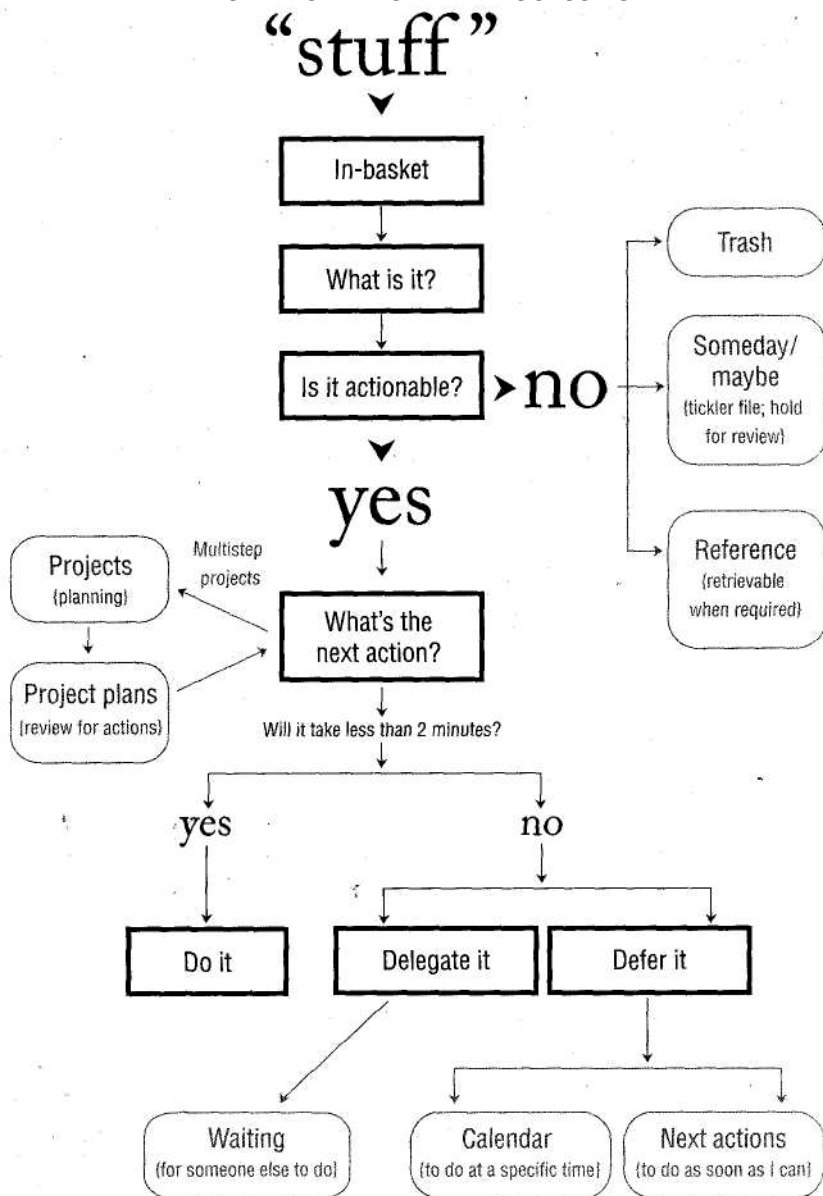 “stuff”
In-basket
What is it?
Trash
Is it actionable?
no
Someday/
maybe
(tickler file; hold
for review)
yes
Reference
(retrievable
when required)
Multistep
projects
Projects
(planning)
What's the
next action?
Project plans
(review for actions)
Will it take less than 2 minutes?
yes
no
Do it
Delegate it
Defer it
Waiting
(for someone else to do)
Calendar
(to do at a specific time)
Next actions
(to do as soon as I can)